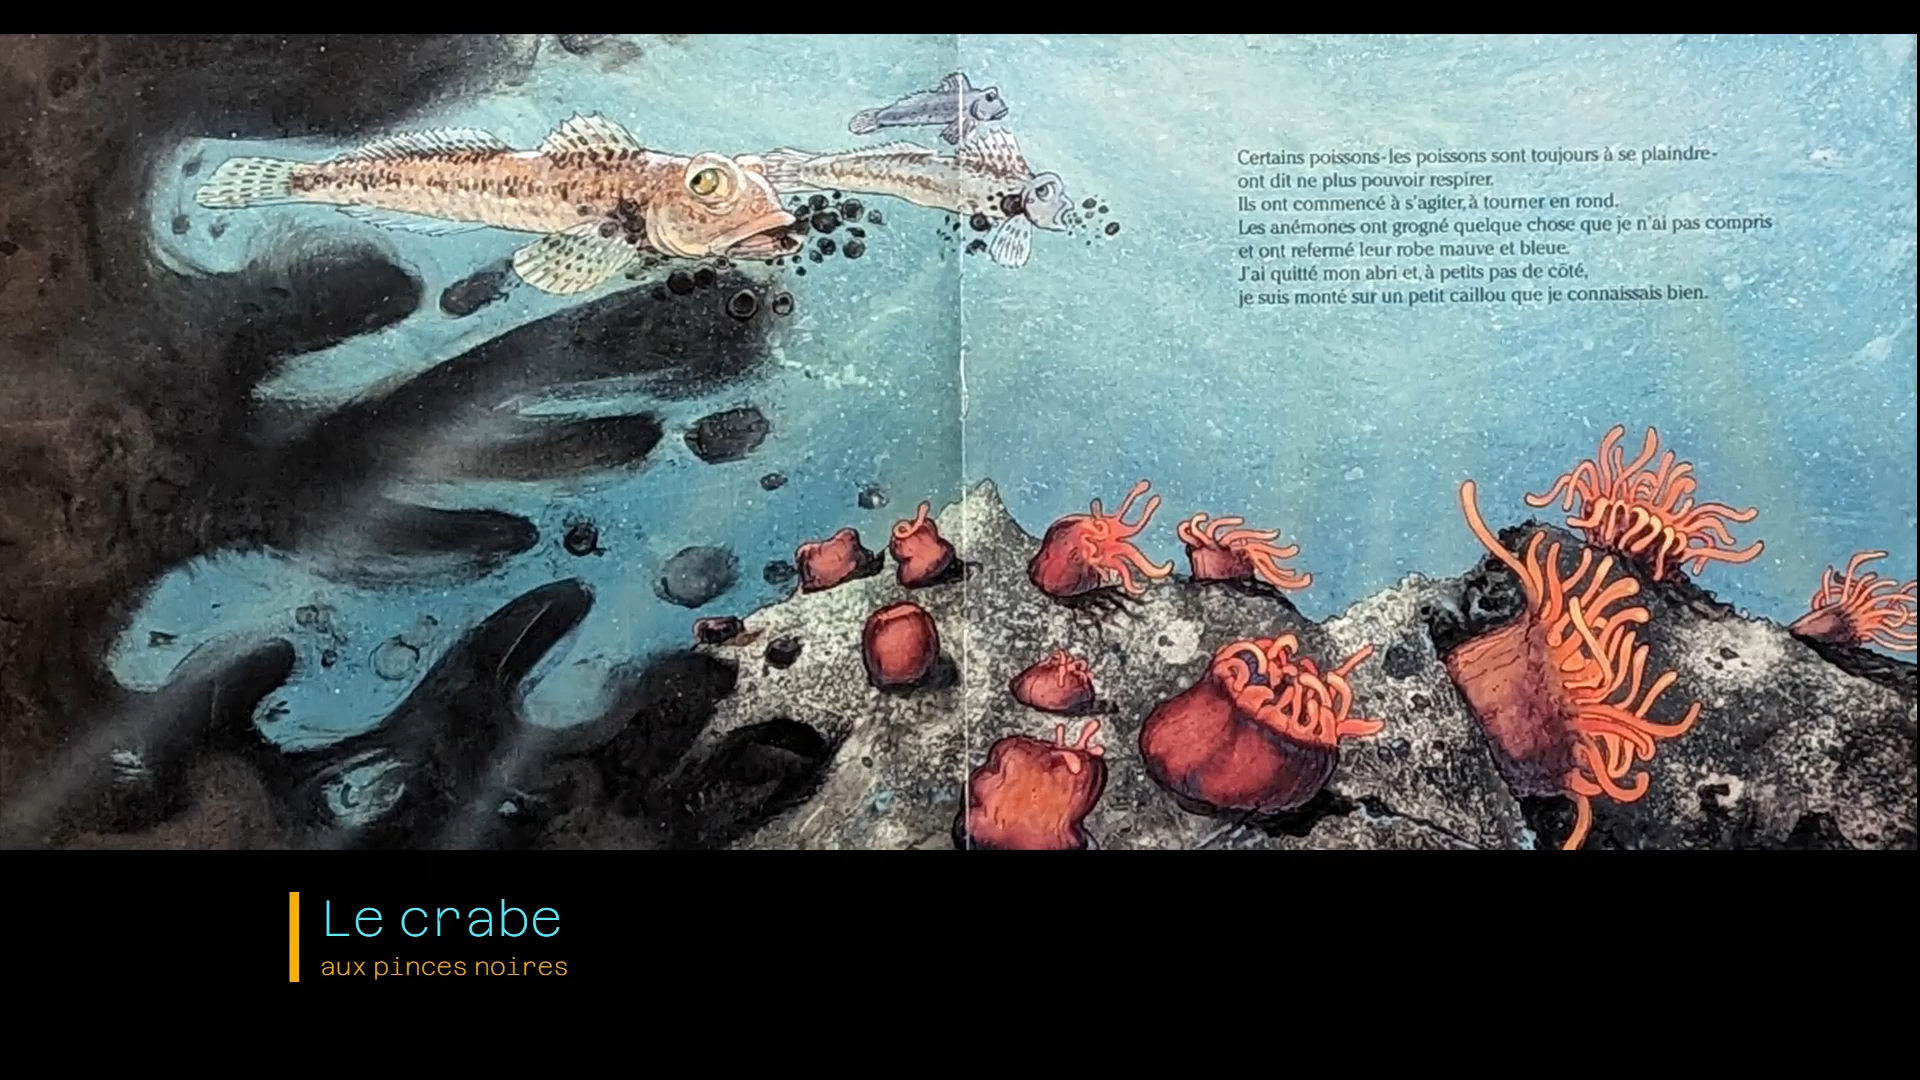 Certains poissons-les poissons sont toujours à se plaindre-
ont dit ne plus pouvoir respirer.
Ils ont commencé à s'agiter, à tourner en rond.
Les anémones ont grogné quelque chose que je n'ai pas compris
et ont refermé leur robe mauve et bleue.
J'ai quitté mon abri et, à petits pas de côté,
je suis monté sur un petit caillou que je connaissais bien.
Le crabe
aux pinces noires